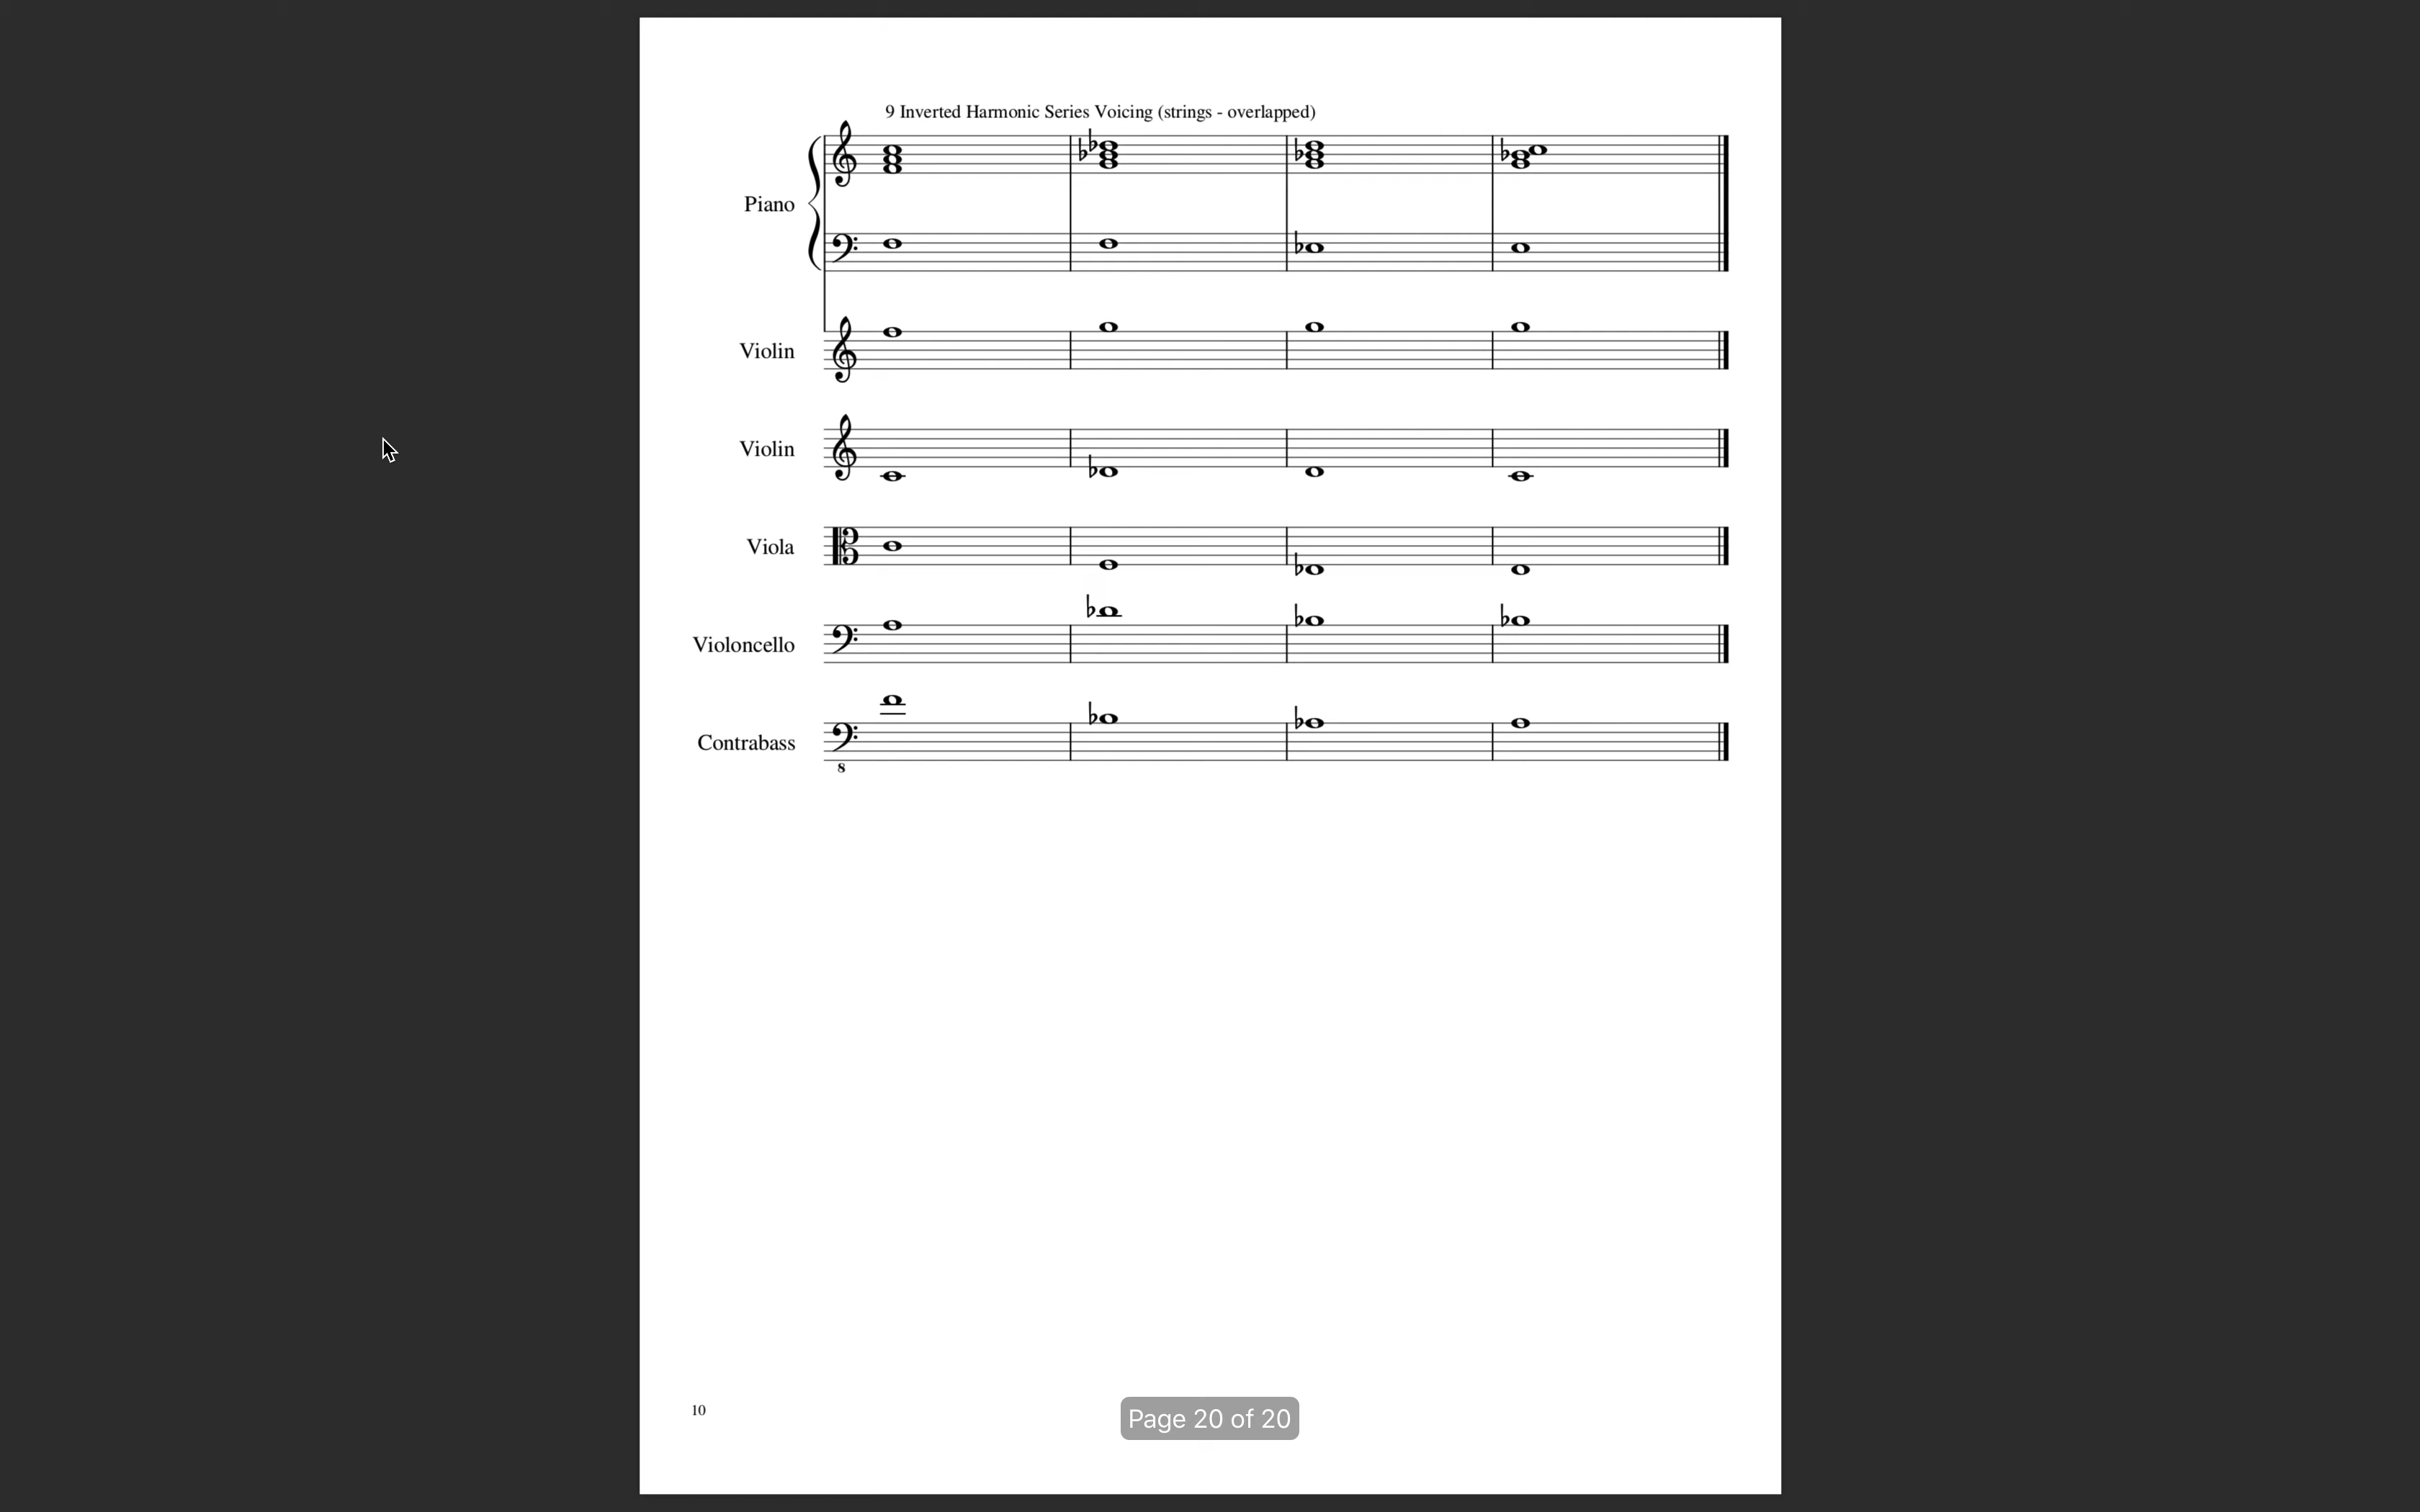 9 Inverted Harmonic Series Voicing (strings - overlapped)
Piano
Violin
Violin
Viola
Violoncello
Contrabass
8
10
Page 20 of 20